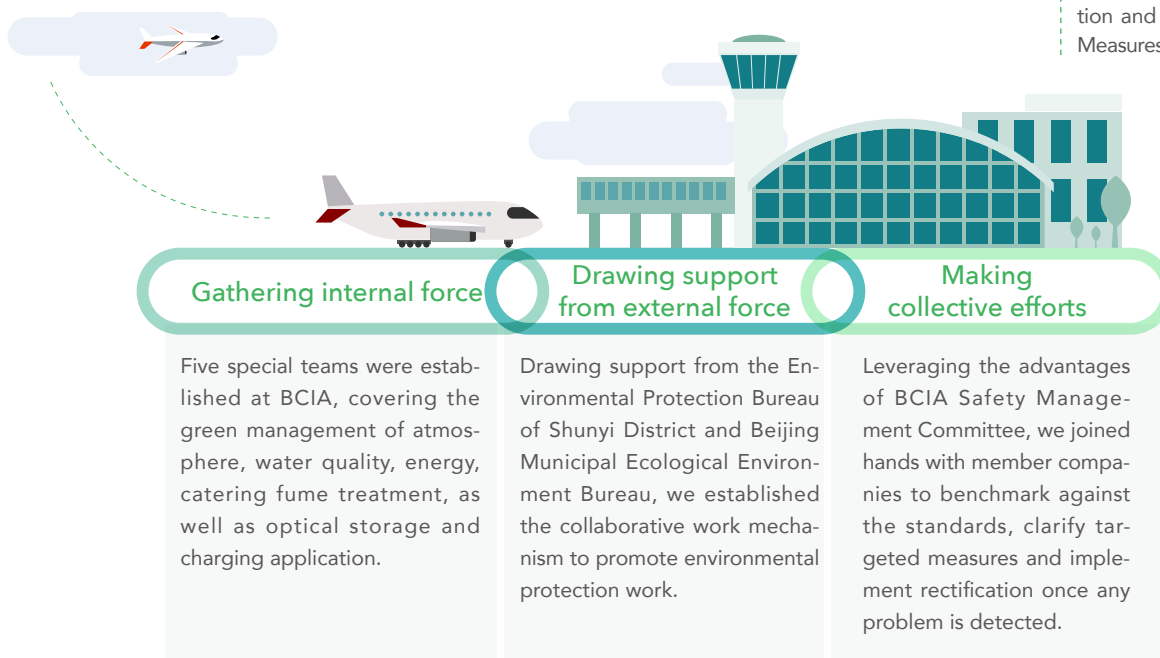 tion and
Measures
Gathering internal force
Drawing support
from external force
Making
collective efforts
Five special teams were estab-
lished at BCIA, covering the
green management of atmos-
phere, water quality, energy,
catering fume treatment, as
well as optical storage and
charging application.
Drawing support from the En-
vironmental Protection Bureau
of Shunyi District and Beijing
Municipal Ecological Environ-
ment Bureau, we established
the collaborative work mecha-
nism to promote environmental
protection work.
Leveraging the advantages
of BCIA Safety Manage-
ment Committee, we joined
hands with member compa-
nies to benchmark against
the standards, clarify tar-
geted measures and imple-
ment rectification once any
problem is detected.